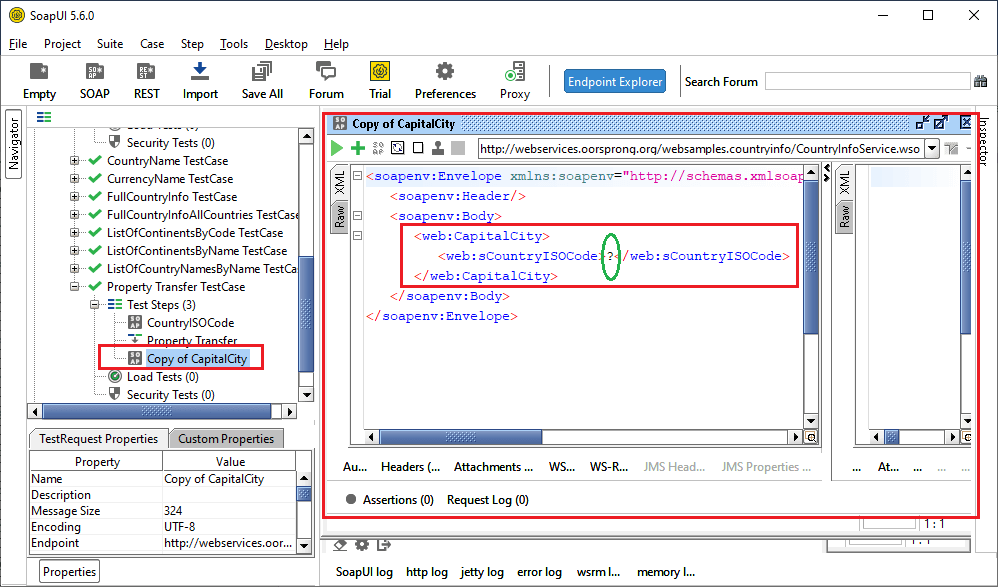 SoapUI 5.6.0
File Project Suite Case Step Tools Desktop Help
Empty SOAP REST Import Save All Forum Trial Preferences Proxy Endpoint Explorer Search Forum
Navigator
Load Tests (0)
Security Tests (0)
CountryName TestCase
CurrencyName TestCase
FullCountryInfo TestCase
FullCountryInfoAllCountries TestCase
ListOfContinentsByCode TestCase
ListOfContinentsByName TestCase
ListOfCountryNamesByName TestCa
Property Transfer TestCase
Test Steps (3)
SOAP CountryISOCode
Property Transfer
SOAP Copy of CapitalCity
Load Tests (0)
Security Tests (0)
TestRequest Properties Custom Properties
Property Value
Name Copy of CapitalCity
Description
Message Size 324
Encoding UTF-8
Endpoint http://webservices.oor...
Properties
SOAP Copy of CapitalCity
Inspector
http://webservices.oorsprong.org/websamples.countryinfo/CountryInfoService.wso
XML
Raw
<soapenv:Envelope xmlns:soapenv="http://schemas.xmlsoap
<soapenv:Header/>
<soapenv:Body>
<web:CapitalCity>
<web:sCountryISOCode>?</web:sCountryISOCode>
</web:CapitalCity>
</soapenv:Body>
</soapenv:Envelope>
XML
Raw
Au... Headers (... Attachments ... WS... WS-R... JMS Head... JMS Properties ... ... At... ... ... ...
Assertions (0) Request Log (0)
1:1
SoapUI log http log jetty log error log wsrm l... memory l...